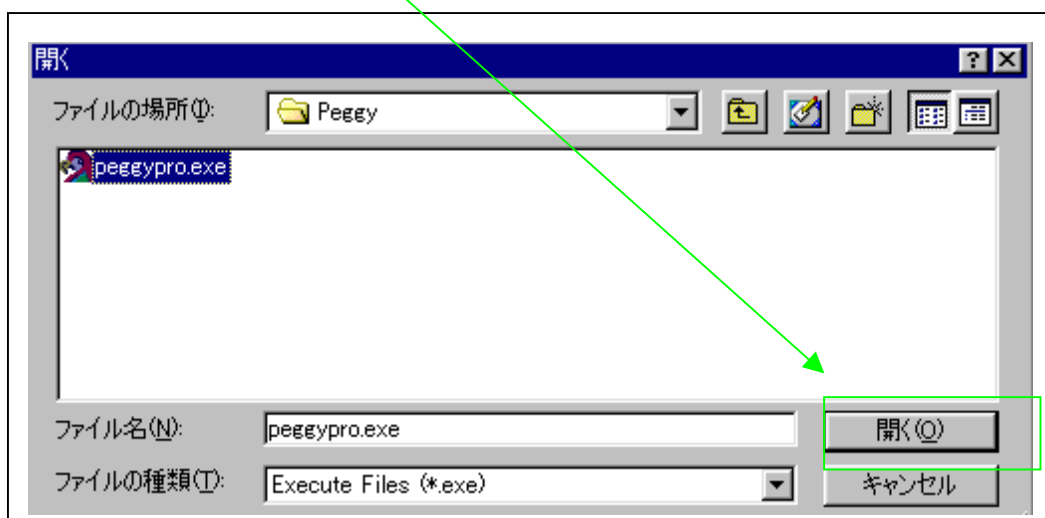 開く
ファイルの場所(I): Peggy
peggypro.exe
ファイル名(N): peggypro.exe 開く(O)
ファイルの種類(T): Execute Files (*.exe) キャンセル